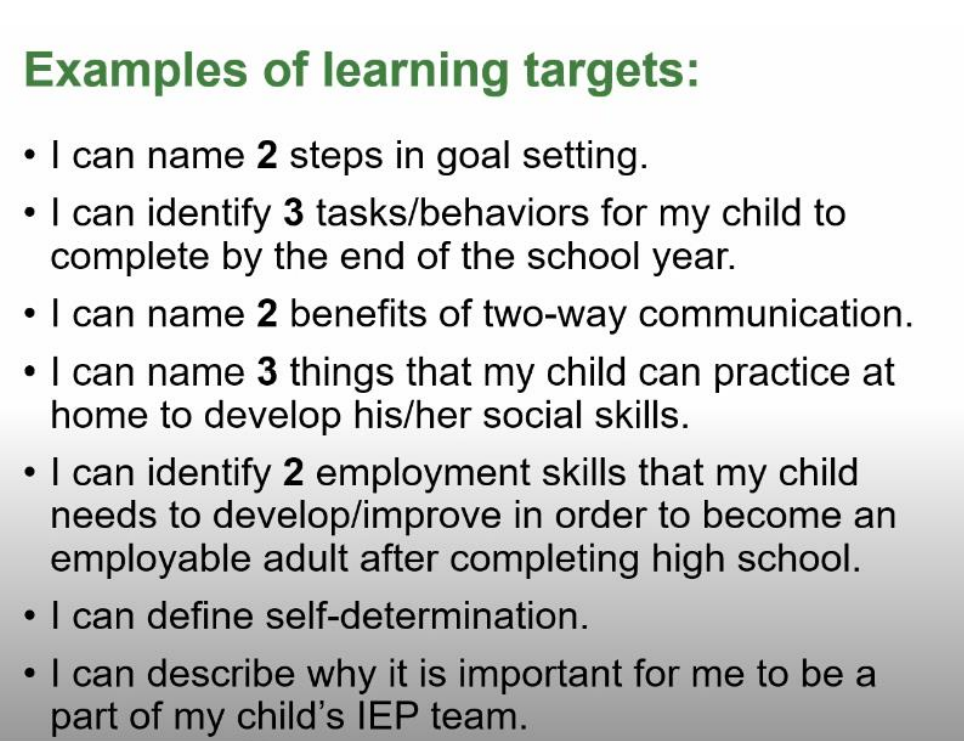 Examples of learning targets:
• I can name 2 steps in goal setting.
• I can identify 3 tasks/behaviors for my child to
complete by the end of the school year.
• I can name 2 benefits of two-way communication.
• I can name 3 things that my child can practice at
home to develop his/her social skills.
• I can identify 2 employment skills that my child
needs to develop/improve in order to become an
employable adult after completing high school.
• I can define self-determination.
• I can describe why it is important for me to be a
part of my child’s IEP team.